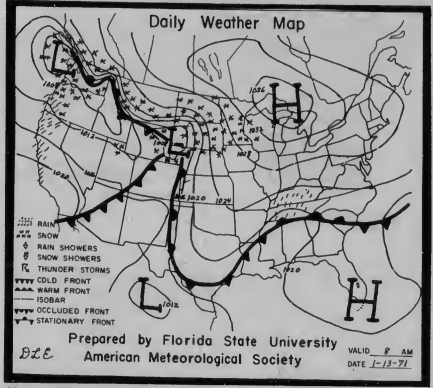 Daily Weather Map
L
1008
1036
H
1032
1012
L
1028
1016
1020
1024
1028
RAIN
SNOW
RAIN SHOWERS
SNOW SHOWERS
THUNDER STORMS
COLD FRONT
WARM FRONT
ISOBAR
OCCLUDED FRONT
STATIONARY FRONT
L
1012
1020
H
Prepared by Florida State University
American Meteorological Society
DLE
VALID 8 AM
DATE 1-13-71